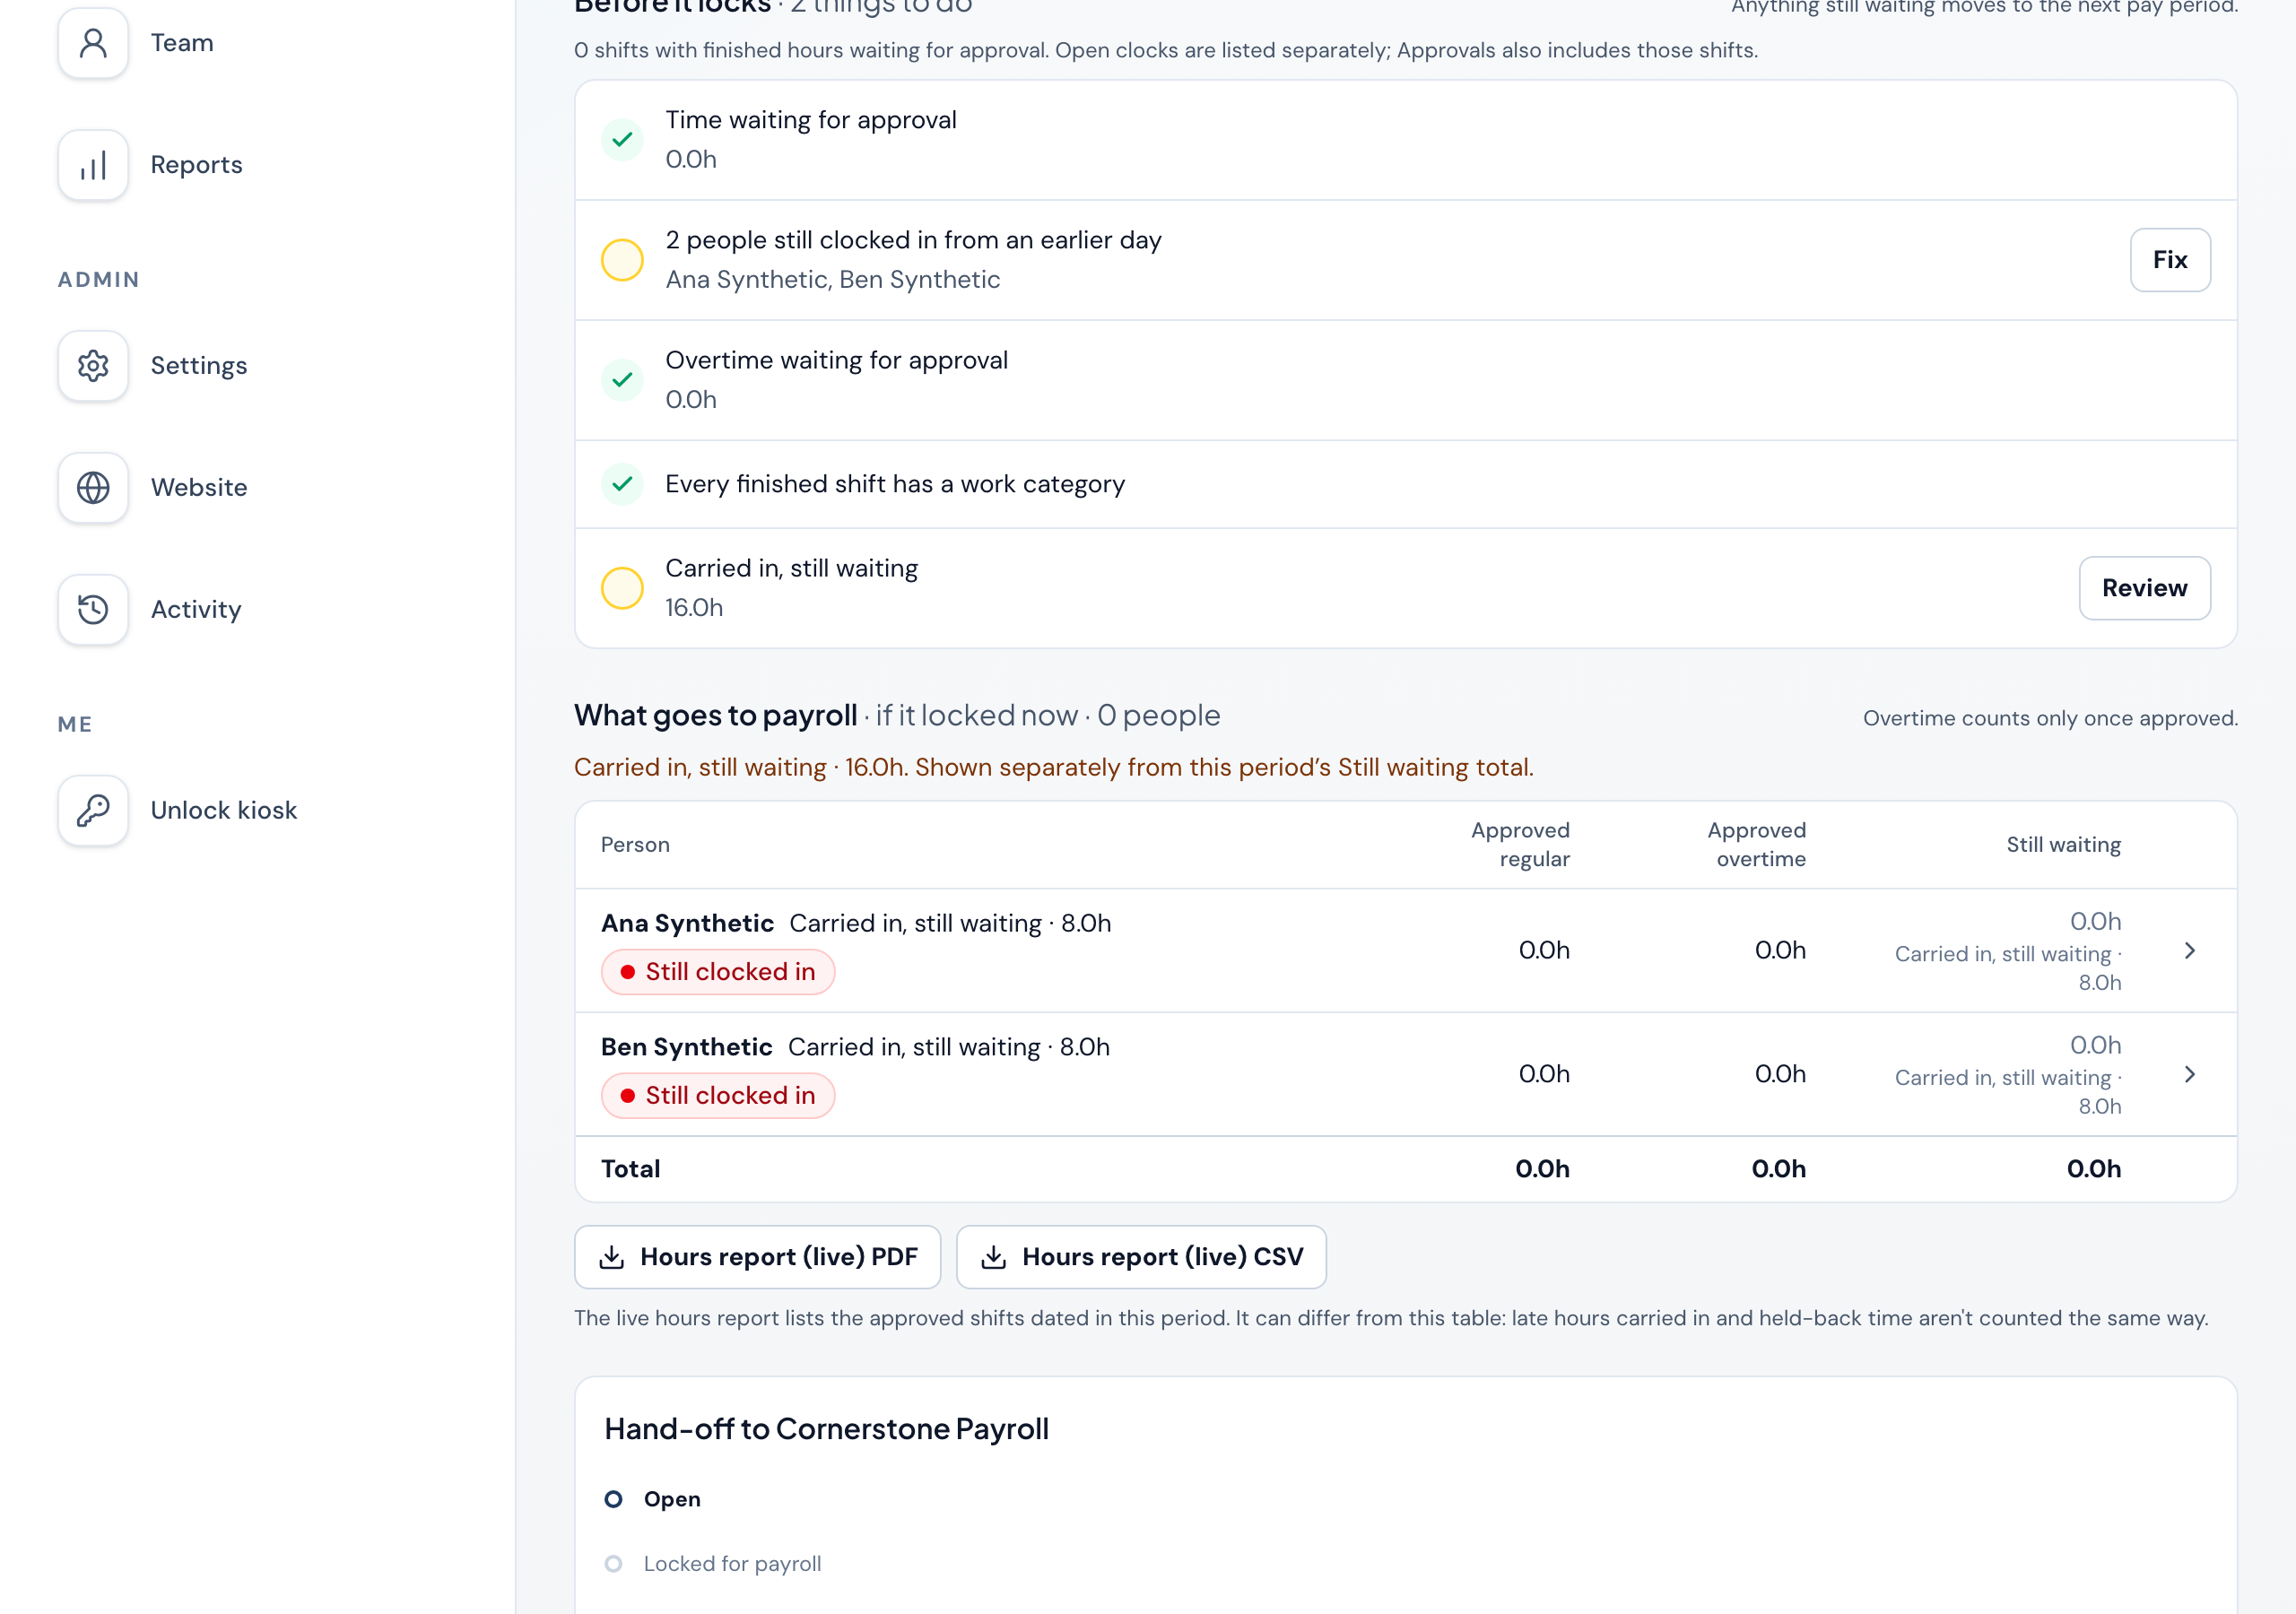 Team
Reports
ADMIN
Settings
Website
Activity
ME
Unlock kiosk
Before it locks · 2 things to do
Anything still waiting moves to the next pay period.
0 shifts with finished hours waiting for approval. Open clocks are listed separately; Approvals also includes those shifts.
Time waiting for approval
0.0h
2 people still clocked in from an earlier day
Ana Synthetic, Ben Synthetic
Fix
Overtime waiting for approval
0.0h
Every finished shift has a work category
Carried in, still waiting
16.0h
Review
What goes to payroll · if it locked now · 0 people
Overtime counts only once approved.
Carried in, still waiting · 16.0h. Shown separately from this period’s Still waiting total.
Person
Approved
regular
Approved
overtime
Still waiting
Ana Synthetic Carried in, still waiting · 8.0h
Still clocked in
0.0h
0.0h
0.0h
Carried in, still waiting ·
8.0h
Ben Synthetic Carried in, still waiting · 8.0h
Still clocked in
0.0h
0.0h
0.0h
Carried in, still waiting ·
8.0h
Total 0.0h 0.0h 0.0h
Hours report (live) PDF
Hours report (live) CSV
The live hours report lists the approved shifts dated in this period. It can differ from this table: late hours carried in and held-back time aren't counted the same way.
Hand-off to Cornerstone Payroll
Open
Locked for payroll